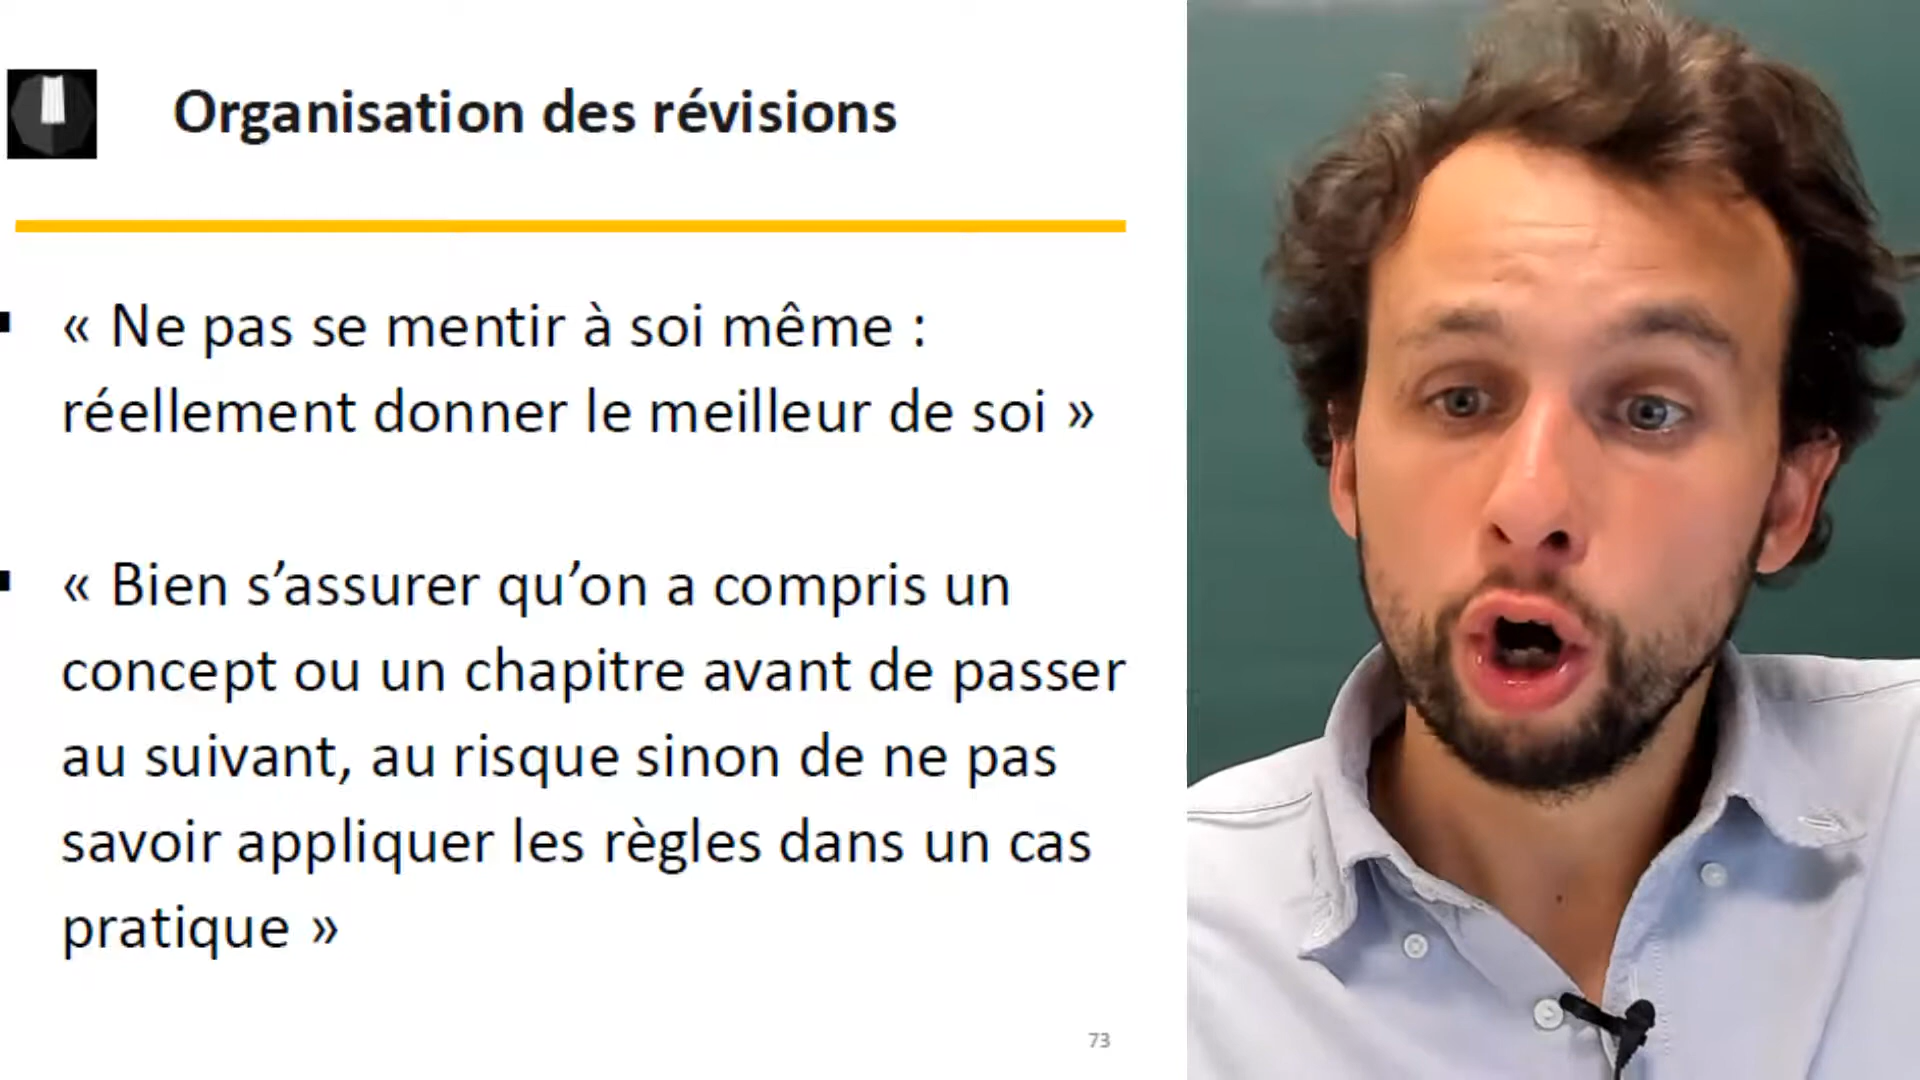 Organisation des révisions
« Ne pas se mentir à soi même :
réellement donner le meilleur de soi »
« Bien s’assurer qu’on a compris un
concept ou un chapitre avant de passer
au suivant, au risque sinon de ne pas
savoir appliquer les règles dans un cas
pratique »
73